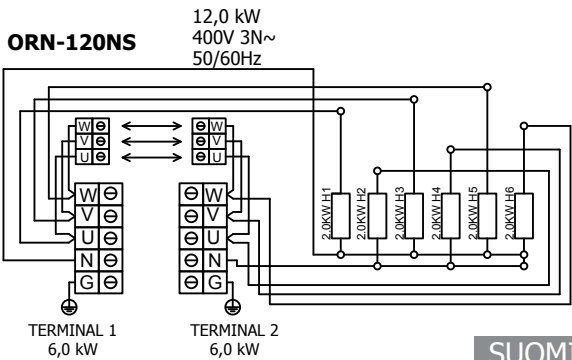 ORN-120NS
12,0 kW
400V 3N~
50/60Hz
W
V
U
W
V
U
W
V
U
N
G
W
V
U
N
G
2.0KW H1
2.0KW H2
2.0KW H3
2.0KW H4
2.0KW H5
2.0KW H6
TERMINAL 1
6,0 kW
TERMINAL 2
6,0 kW
SUOMI